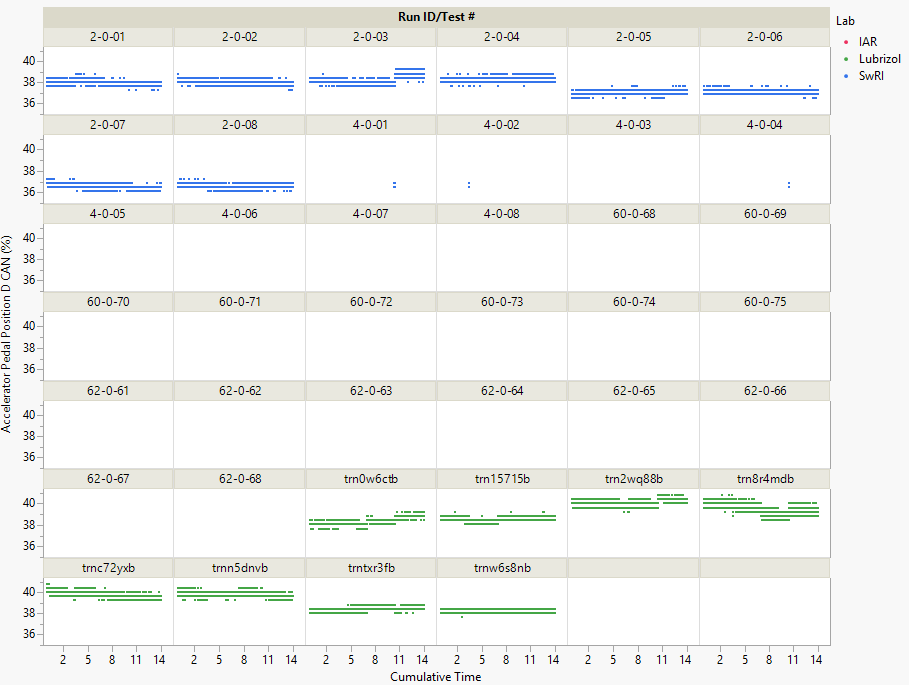 Run ID/Test #
Lab
IAR
Lubrizol
SwRI
2-0-01 2-0-02 2-0-03 2-0-04 2-0-05 2-0-06
40
38
36
2-0-07 2-0-08 4-0-01 4-0-02 4-0-03 4-0-04
40
38
36
4-0-05 4-0-06 4-0-07 4-0-08 60-0-68 60-0-69
40
38
36
60-0-70 60-0-71 60-0-72 60-0-73 60-0-74 60-0-75
40
38
36
62-0-61 62-0-62 62-0-63 62-0-64 62-0-65 62-0-66
40
38
36
62-0-67 62-0-68 trn0w6ctb trn15715b trn2wq88b trn8r4mdb
40
38
36
trnc72yxb trnn5dnvb trntxr3fb trnw6s8nb
40
38
36
2 5 8 11 14 2 5 8 11 14 2 5 8 11 14 2 5 8 11 14 2 5 8 11 14 2 5 8 11 14
Cumulative Time
Accelerator Pedal Position D CAN (%)